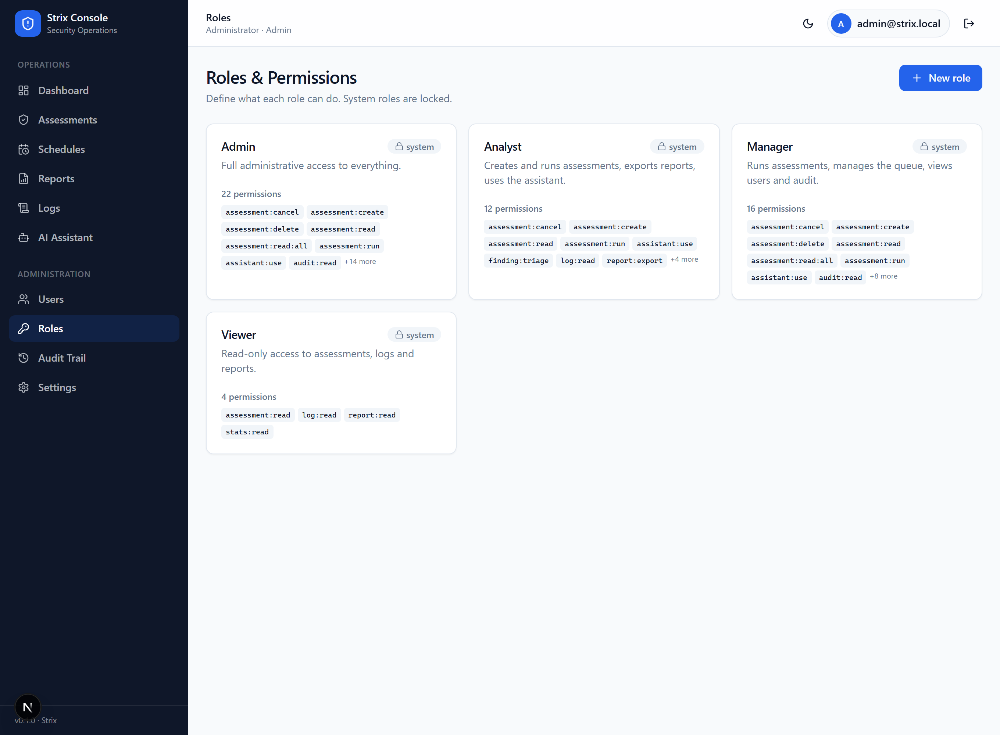 Strix Console
Security Operations
OPERATIONS
Dashboard
Assessments
Schedules
Reports
Logs
AI Assistant
ADMINISTRATION
Users
Roles
Audit Trail
Settings
N
v0.1.0 · Strix
Roles
Administrator · Admin
A admin@strix.local
Roles & Permissions
Define what each role can do. System roles are locked.
New role
Admin system
Full administrative access to everything.
22 permissions
assessment:cancel assessment:create
assessment:delete assessment:read
assessment:read:all assessment:run
assistant:use audit:read +14 more
Analyst system
Creates and runs assessments, exports reports,
uses the assistant.
12 permissions
assessment:cancel assessment:create
assessment:read assessment:run assistant:use
finding:triage log:read report:export +4 more
Manager system
Runs assessments, manages the queue, views
users and audit.
16 permissions
assessment:cancel assessment:create
assessment:delete assessment:read
assessment:read:all assessment:run
assistant:use audit:read +8 more
Viewer system
Read-only access to assessments, logs and
reports.
4 permissions
assessment:read log:read report:read
stats:read